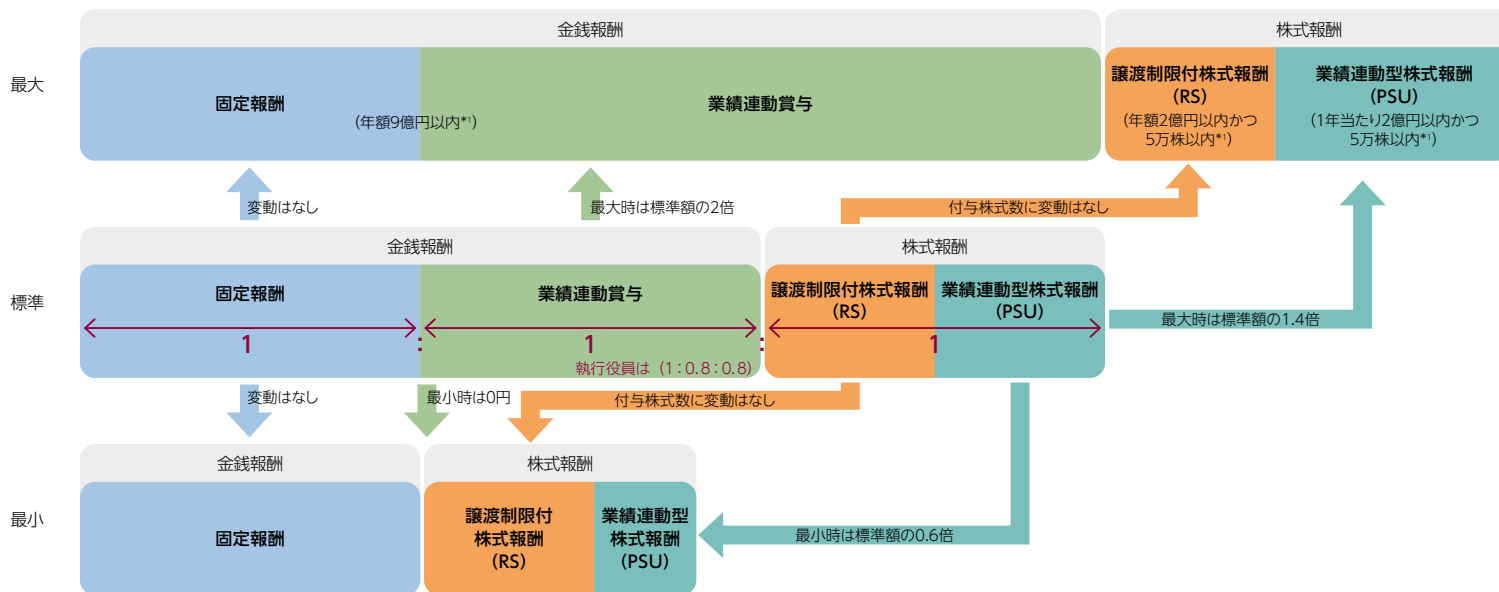 金銭報酬
株式報酬
最大
固定報酬
(年額9億円以内*1)
業績連動賞与
譲渡制限付株式報酬
(RS)
(年額2億円以内かつ
5万株以内*1)
業績連動型株式報酬
(PSU)
(1年当たり2億円以内かつ
5万株以内*1)
変動はなし
最大時は標準額の2倍
付与株式数に変動はなし
金銭報酬
株式報酬
標準
固定報酬
業績連動賞与
譲渡制限付株式報酬
(RS)
業績連動型株式報酬
(PSU)
最大時は標準額の1.4倍
1 : 1 : 1
執行役員は(1:0.8:0.8)
変動はなし
最小時は0円
付与株式数に変動はなし
金銭報酬
株式報酬
最小
固定報酬
譲渡制限付
株式報酬
(RS)
業績連動型
株式報酬
(PSU)
最小時は標準額の0.6倍